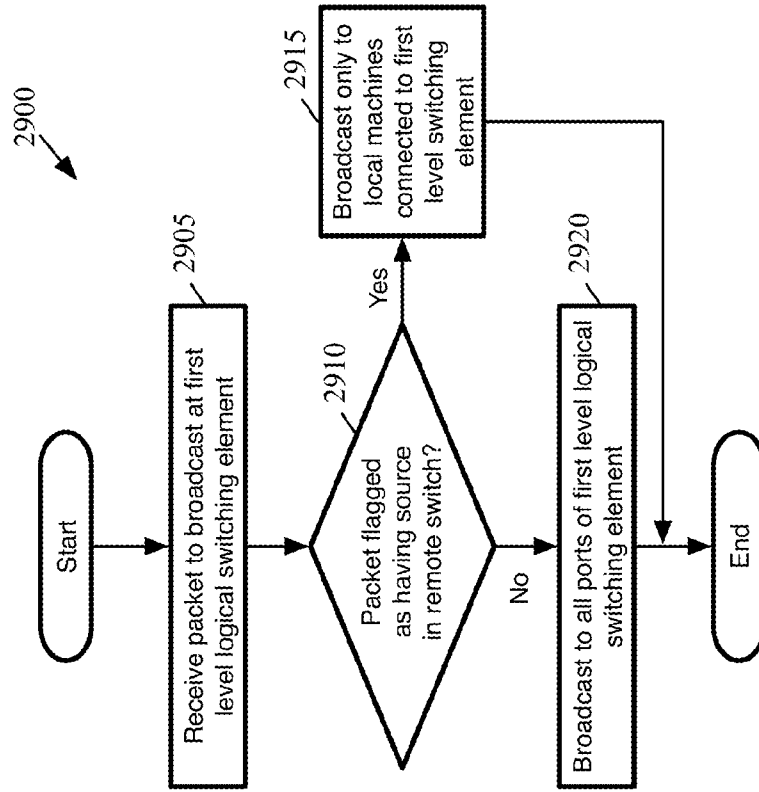 2900
Start
2905
Receive packet to broadcast at first
level logical switching element
2910
Packet flagged
as having source
in remote switch?
Yes
2915
Broadcast only to
local machines
connected to first
level switching
element
No
2920
Broadcast to all ports of first level logical
switching element
End